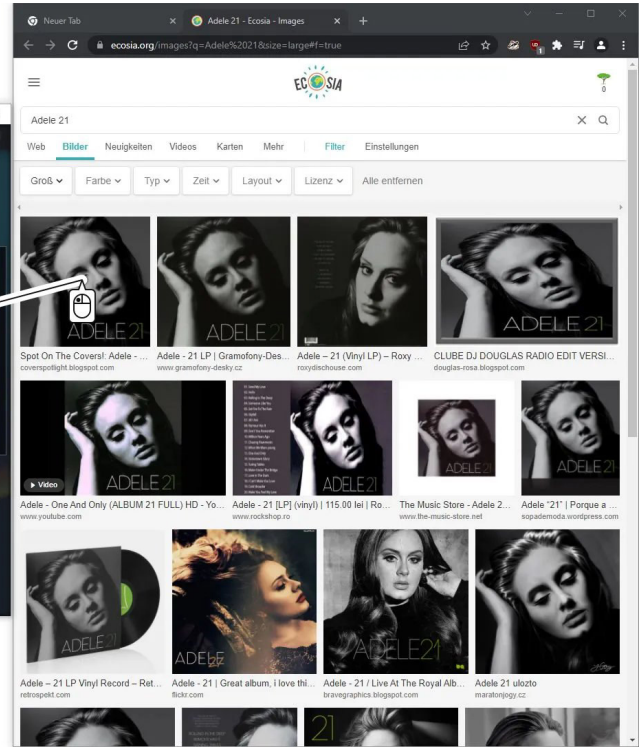 Neuer Tab
Adele 21 - Ecosia - Images
ecosia.org/images?q=Adele%2021&size=large#f=true
1
ECOSIA
0
Adele 21
Web Bilder Neuigkeiten Videos Karten Mehr Filter Einstellungen
Groß Farbe Typ Zeit Layout Lizenz Alle entfernen
ADELE 21
ADELE 21
ADELE 21
Spot On The Covers!: Adele - ...
coverspotlight.blogspot.com
Adele - 21 LP | Gramofony-Des...
www.gramofony-desky.cz
Adele – 21 (Vinyl LP) – Roxy ...
roxydischouse.com
CLUBE DJ DOUGLAS RADIO EDIT VERSI...
douglas-rosa.blogspot.com
Video
ADELE 21
ADELE 21
ADELE 21
ADELE 21
Adele - One And Only (ALBUM 21 FULL) HD - Yo...
www.youtube.com
Adele - 21 [LP] (vinyl) | 115.00 lei | Ro...
www.rockshop.ro
The Music Store - Adele 2...
www.the-music-store.net
Adele "21" | Porque a ...
sopademoda.wordpress.com
ADELE 21
ADELE
ADELE 21
Adele – 21 LP Vinyl Record – Ret...
retrospekt.com
Adele - 21 | Great album, i love thi...
flickr.com
Adele - 21 / Live At The Royal Alb...
bravegraphics.blogspot.com
Adele 21 ulozto
maratonjogy.cz
21